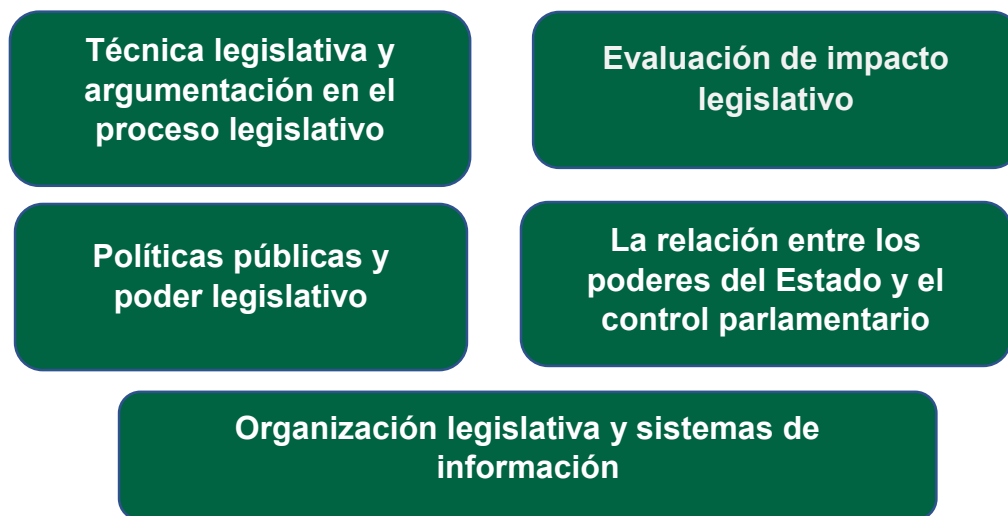 Técnica legislativa y
argumentación en el
proceso legislativo
Evaluación de impacto
legislativo
Políticas públicas y
poder legislativo
La relación entre los
poderes del Estado y el
control parlamentario
Organización legislativa y sistemas de
información